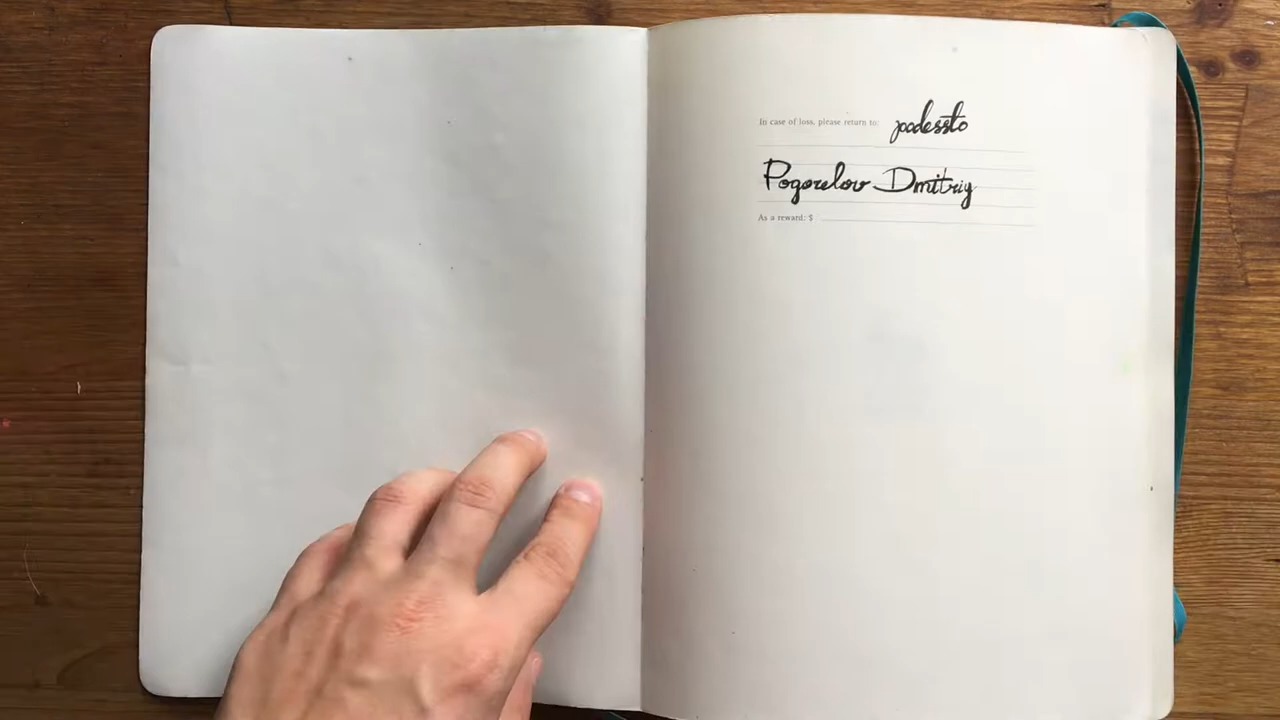 In case of loss, please return to: podessto
Pogorelov Dmitriy
As a reward: $